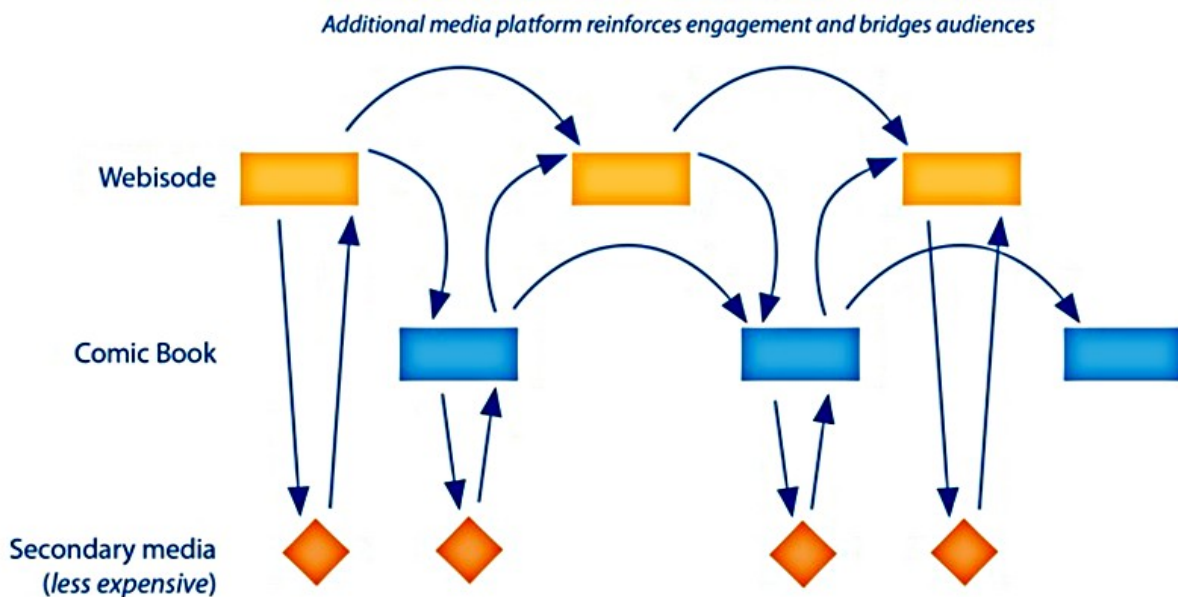 Additional media platform reinforces engagement and bridges audiences
Webisode
Comic Book
Secondary media
(less expensive)